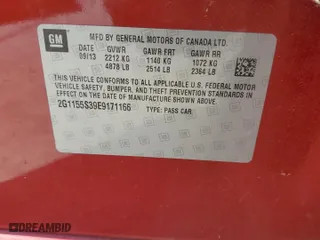 GM
MFD BY GENERAL MOTORS OF CANADA LTD.
DATE GVWR GAWR FRT GAWR RR
09/13 2212 KG 1140 KG 1072 KG
4878 LB 2514 LB 2364 LB
THIS VEHICLE CONFORMS TO ALL APPLICABLE U.S. FEDERAL MOTOR
VEHICLE SAFETY, BUMPER, AND THEFT PREVENTION STANDARDS IN
EFFECT ON THE DATE OF MANUFACTURE SHOWN ABOVE.
2G1155S39E9171166
TYPE: PASS CAR
DREAMBID